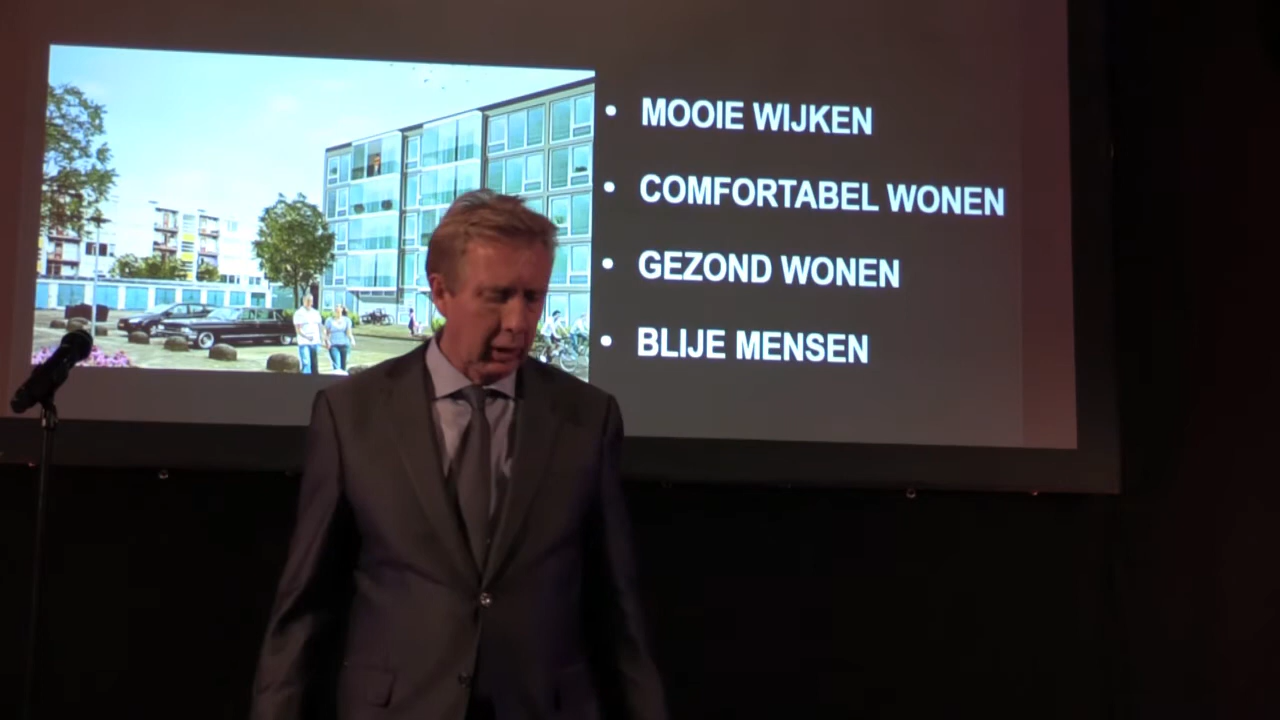 • MOOIE WIJKEN
• COMFORTABEL WONEN
• GEZOND WONEN
• BLIJE MENSEN